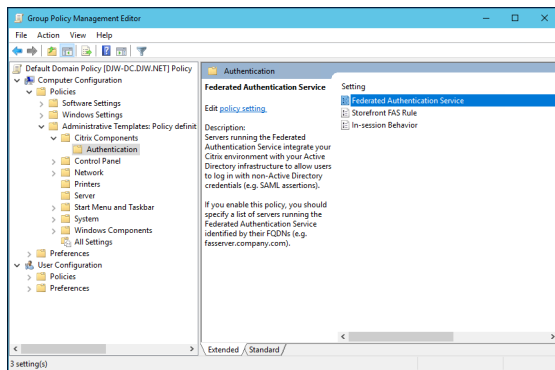 Group Policy Management Editor
File Action View Help
Default Domain Policy [DJW-DC.DJW.NET] Policy
Computer Configuration
Policies
Software Settings
Windows Settings
Administrative Templates: Policy definit
Citrix Components
Authentication
Control Panel
Network
Printers
Server
Start Menu and Taskbar
System
Windows Components
All Settings
Preferences
User Configuration
Policies
Preferences
Authentication
Federated Authentication Service
Edit policy setting
Description:
Servers running the Federated
Authentication Service integrate your
Citrix environment with your Active
Directory infrastructure to allow users
to log in with non-Active Directory
credentials (e.g. SAML assertions).
If you enable this policy, you should
specify a list of servers running the
Federated Authentication Service
identified by their FQDNs (e.g.
fasserver.company.com).
Setting
Federated Authentication Service
Storefront FAS Rule
In-session Behavior
Extended Standard
3 setting(s)